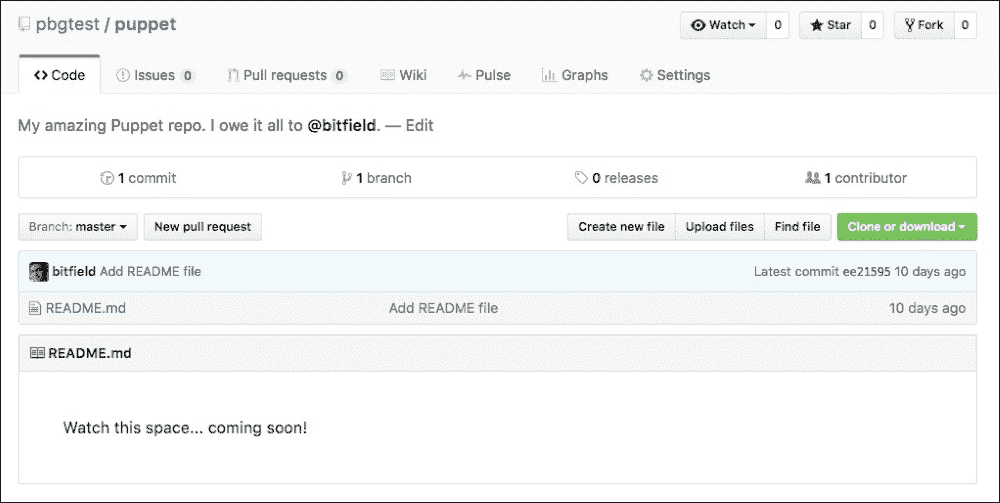 pbgtest / puppet
Watch 0 Star 0 Fork 0
Code Issues 0 Pull requests 0 Wiki Pulse Graphs Settings
My amazing Puppet repo. I owe it all to @bitfield. — Edit
1 commit 1 branch 0 releases 1 contributor
Branch: master New pull request Create new file Upload files Find file Clone or download
bitfield Add README file Latest commit ee21595 10 days ago
README.md Add README file 10 days ago
README.md
Watch this space... coming soon!